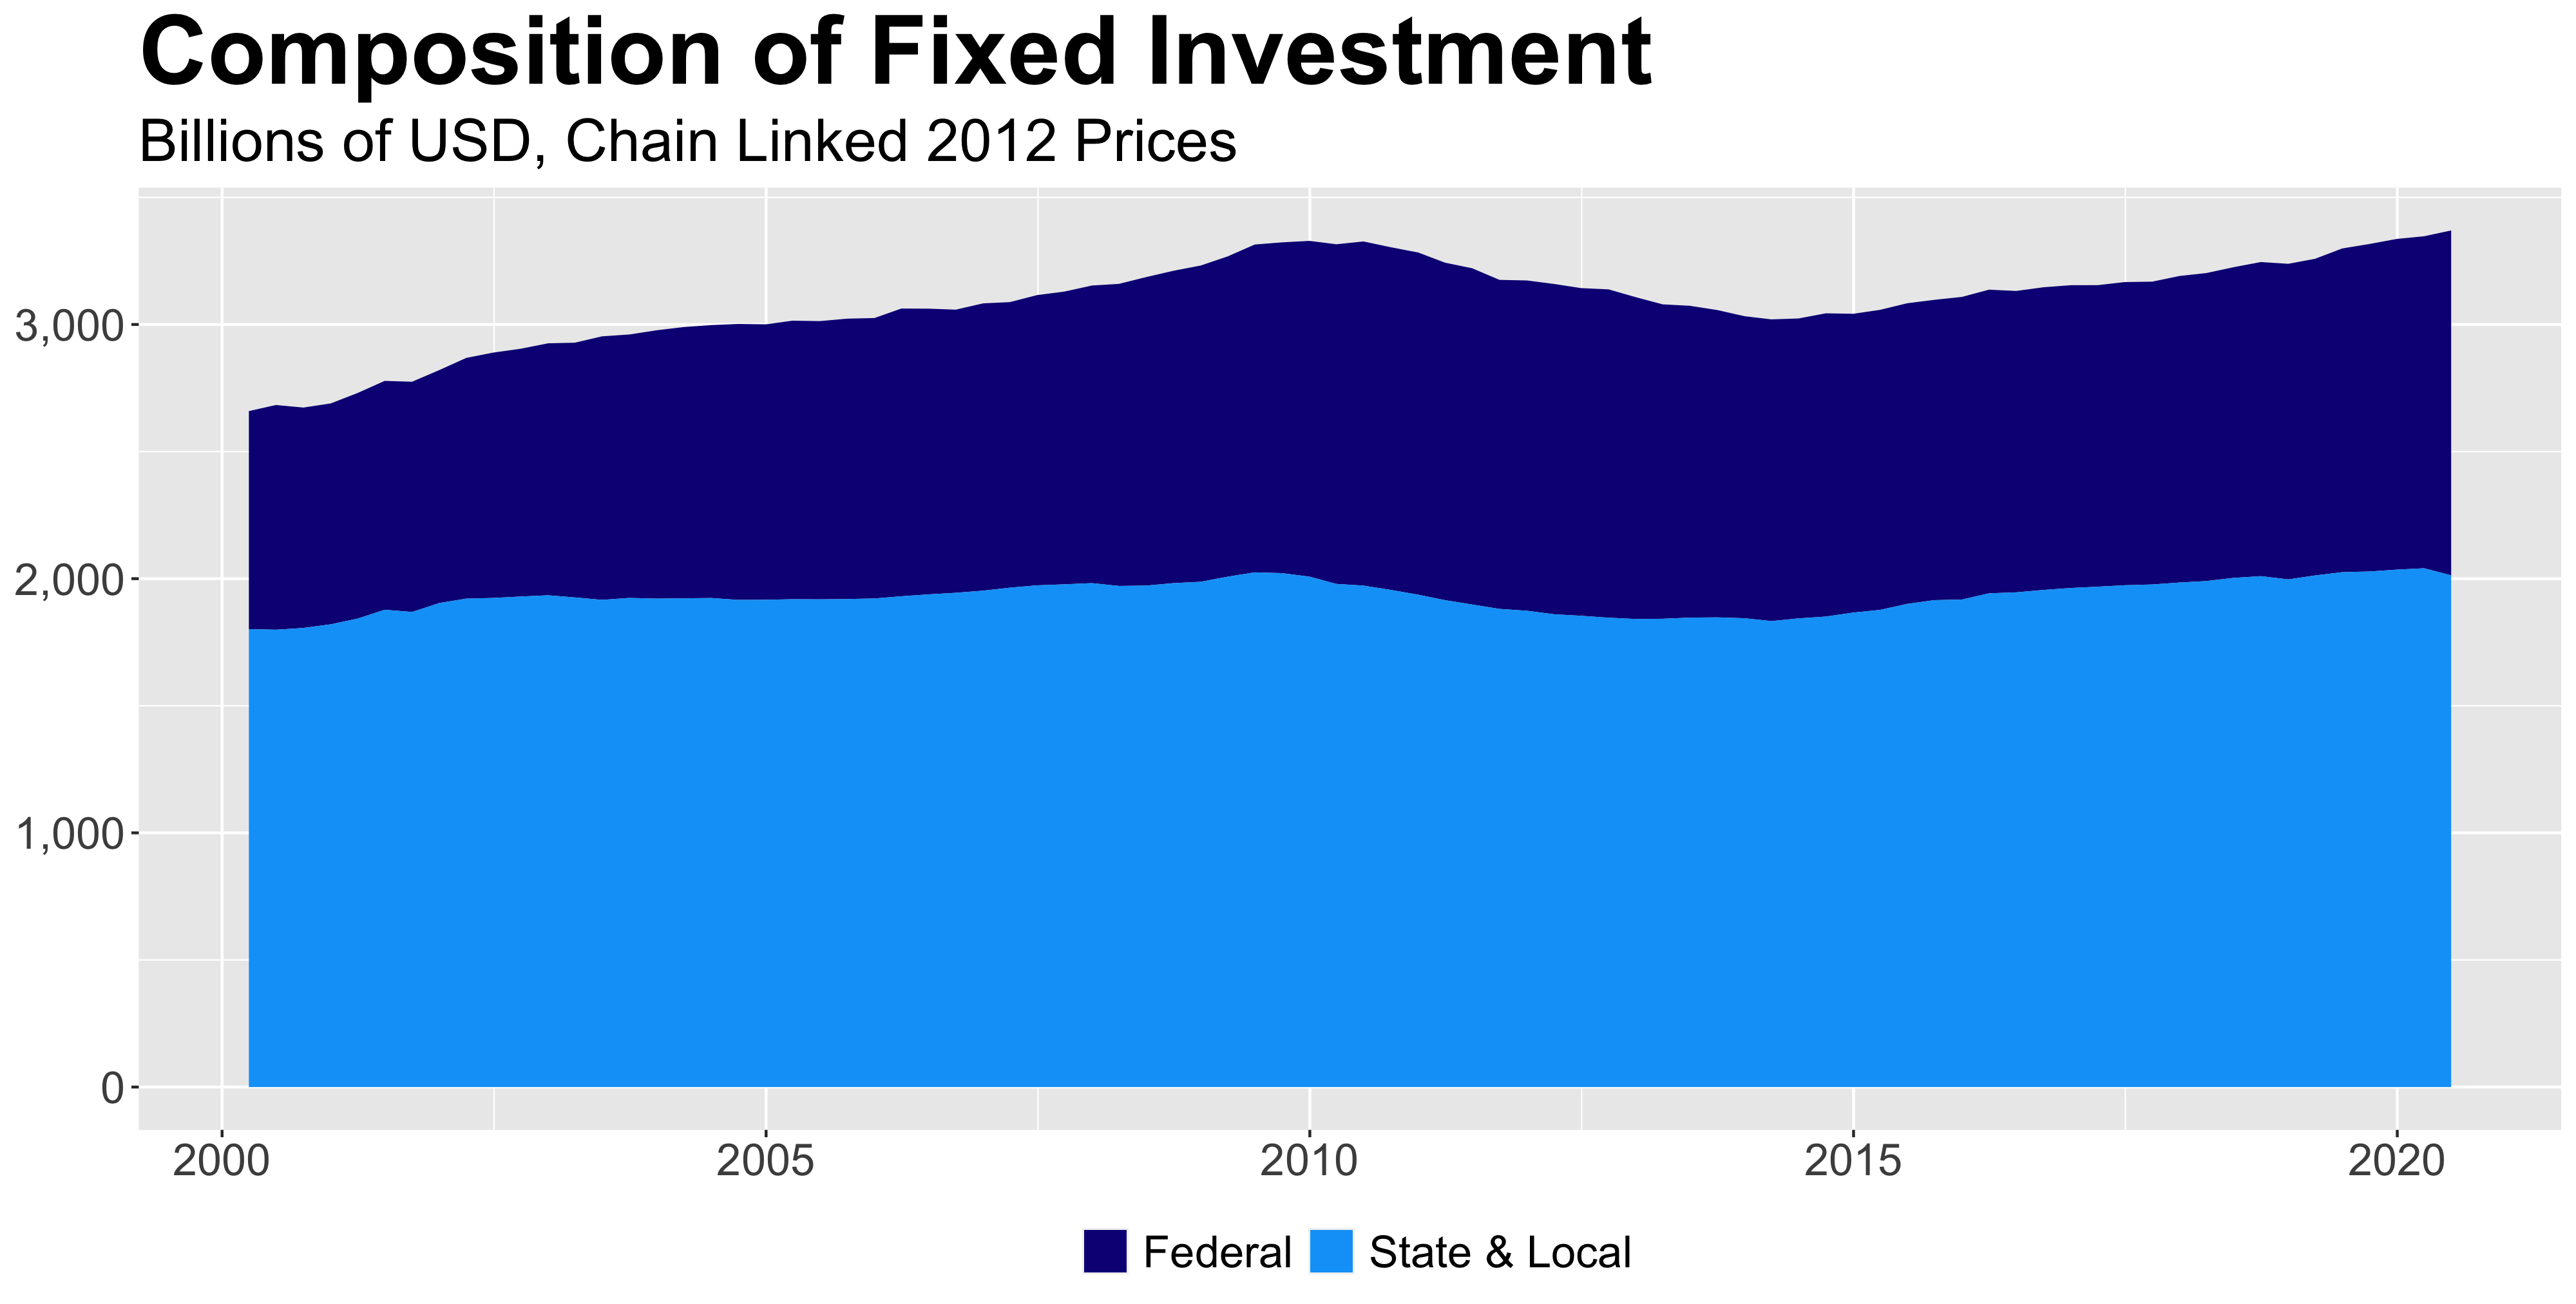 Composition of Fixed Investment
Billions of USD, Chain Linked 2012 Prices
3,000
2,000
1,000
0
2000 2005 2010 2015 2020
Federal State & Local